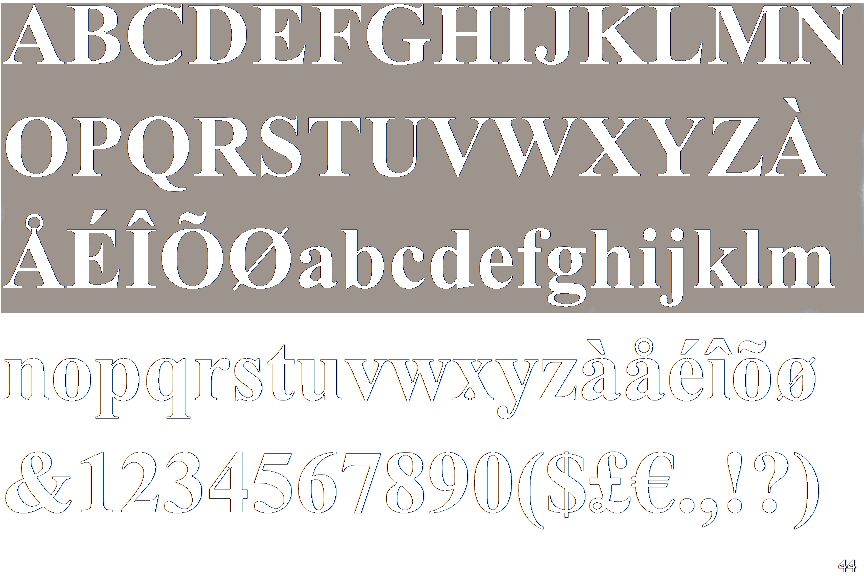 ABCDEFGHIJKLMN
OPQRSTUVWXYZÀ
ÅÉÎÕØabcdefghijklm
nopqrstuvwxyzàåéîõø
&1234567890($£€.,!?)
44